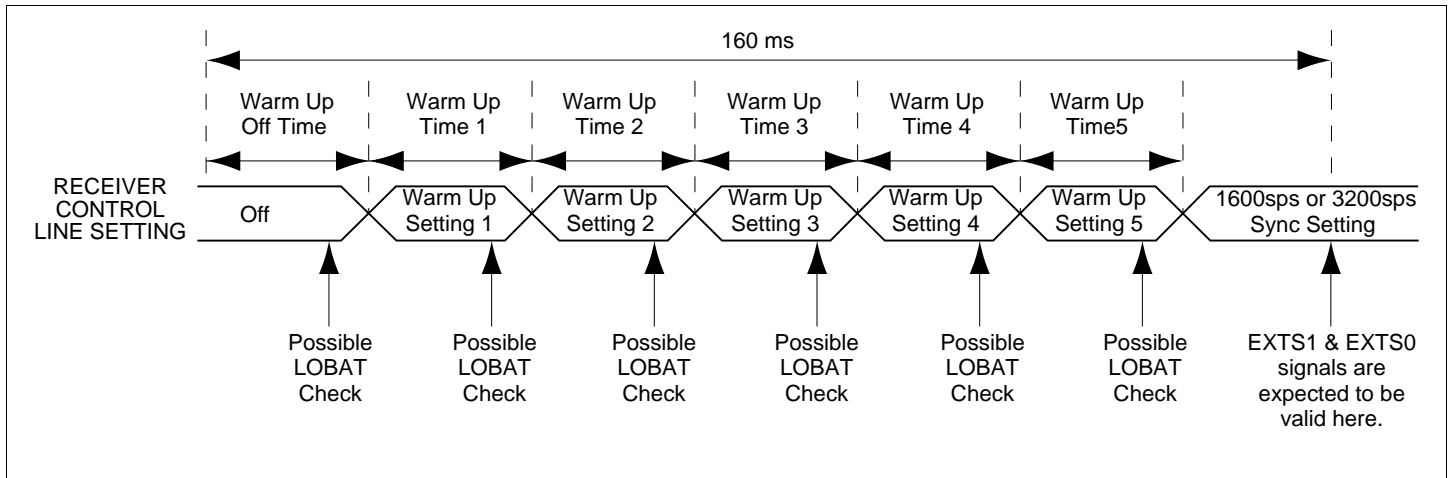 160 ms
Warm Up
Off Time
Warm Up
Time 1
Warm Up
Time 2
Warm Up
Time 3
Warm Up
Time 4
Warm Up
Time5
RECEIVER
CONTROL
LINE SETTING
Off
Warm Up
Setting 1
Warm Up
Setting 2
Warm Up
Setting 3
Warm Up
Setting 4
Warm Up
Setting 5
1600sps or 3200sps
Sync Setting
Possible
LOBAT
Check
Possible
LOBAT
Check
Possible
LOBAT
Check
Possible
LOBAT
Check
Possible
LOBAT
Check
Possible
LOBAT
Check
EXTS1 & EXTS0
signals are
expected to be
valid here.